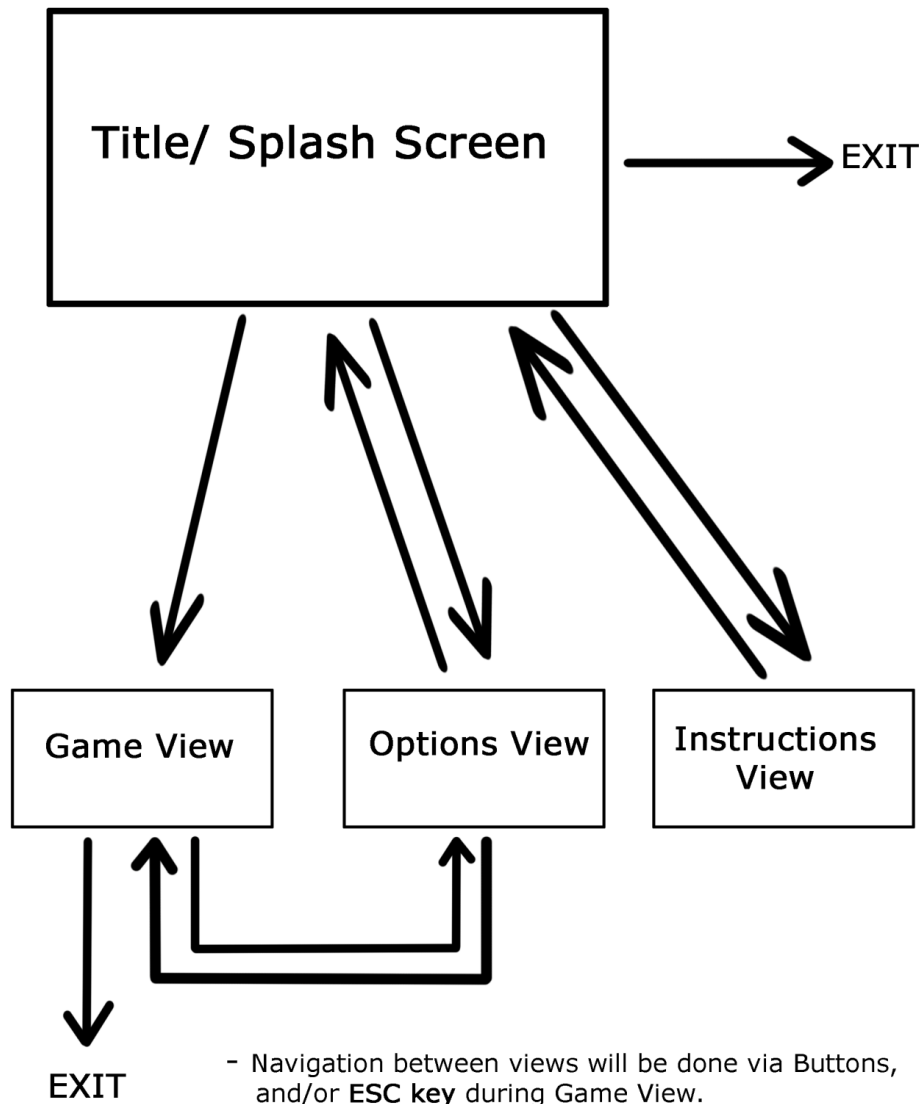 Title/ Splash Screen
EXIT
Game View
Options View
Instructions
View
EXIT
- Navigation between views will be done via Buttons,
and/or ESC key during Game View.